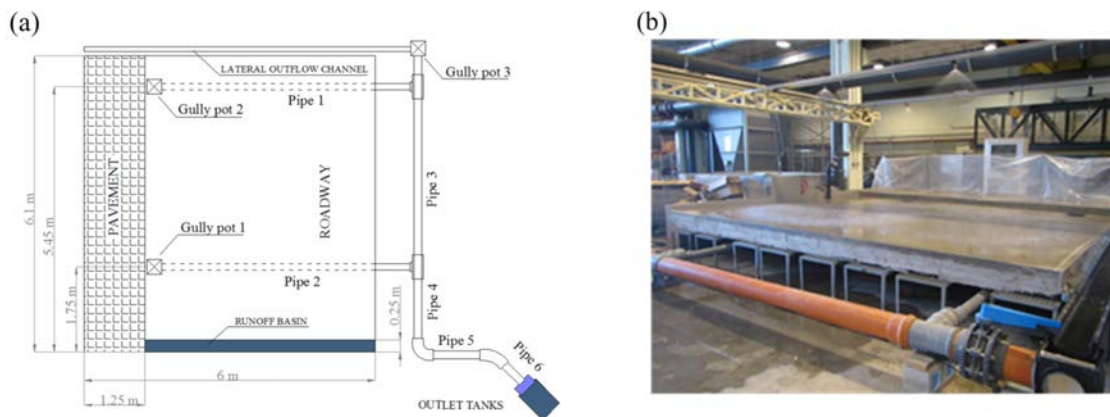 (a)
(b)
LATERAL OUTFLOW CHANNEL
Gully pot 3
Pipe 1
Gully pot 2
PAVEMENT
ROADWAY
Pipe 3
6.1 m
5.45 m
Gully pot 1
Pipe 2
1.75 m
Pipe 4
RUNOFF BASIN
0.25 m
Pipe 5
Pipe 6
6 m
1.25 m
OUTLET TANKS